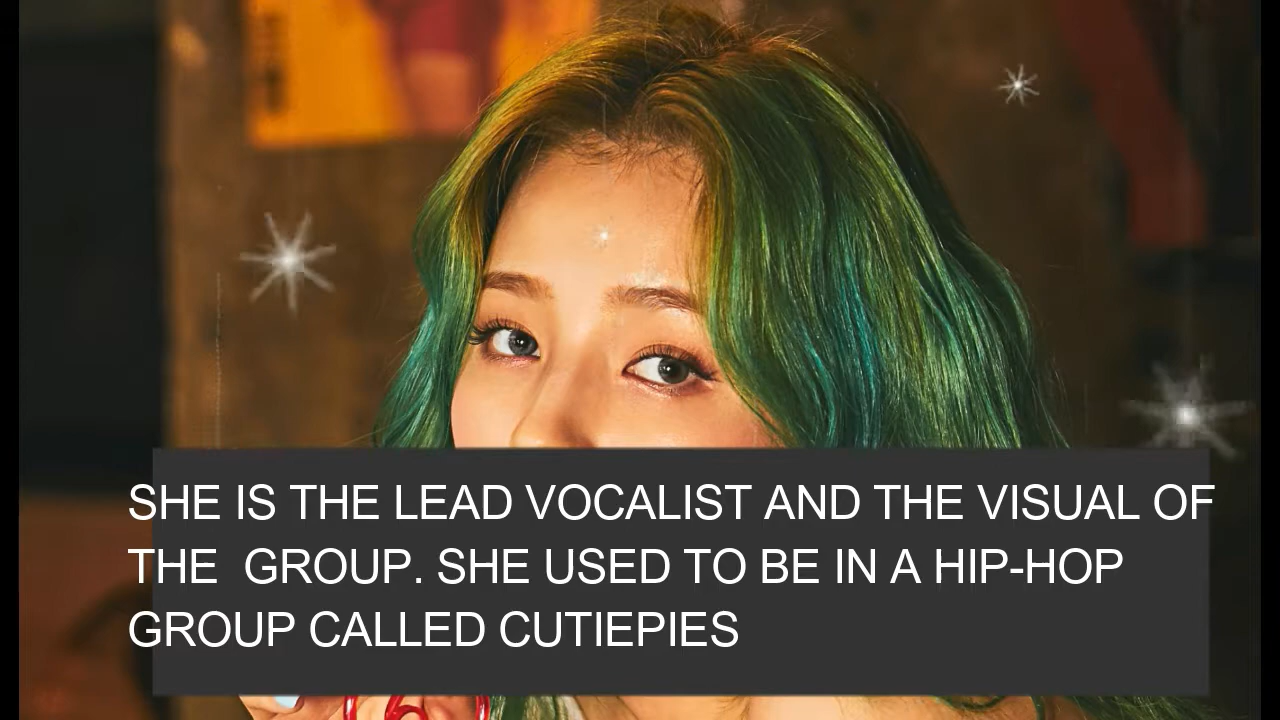 SHE IS THE LEAD VOCALIST AND THE VISUAL OF
THE  GROUP. SHE USED TO BE IN A HIP-HOP
GROUP CALLED CUTIEPIES